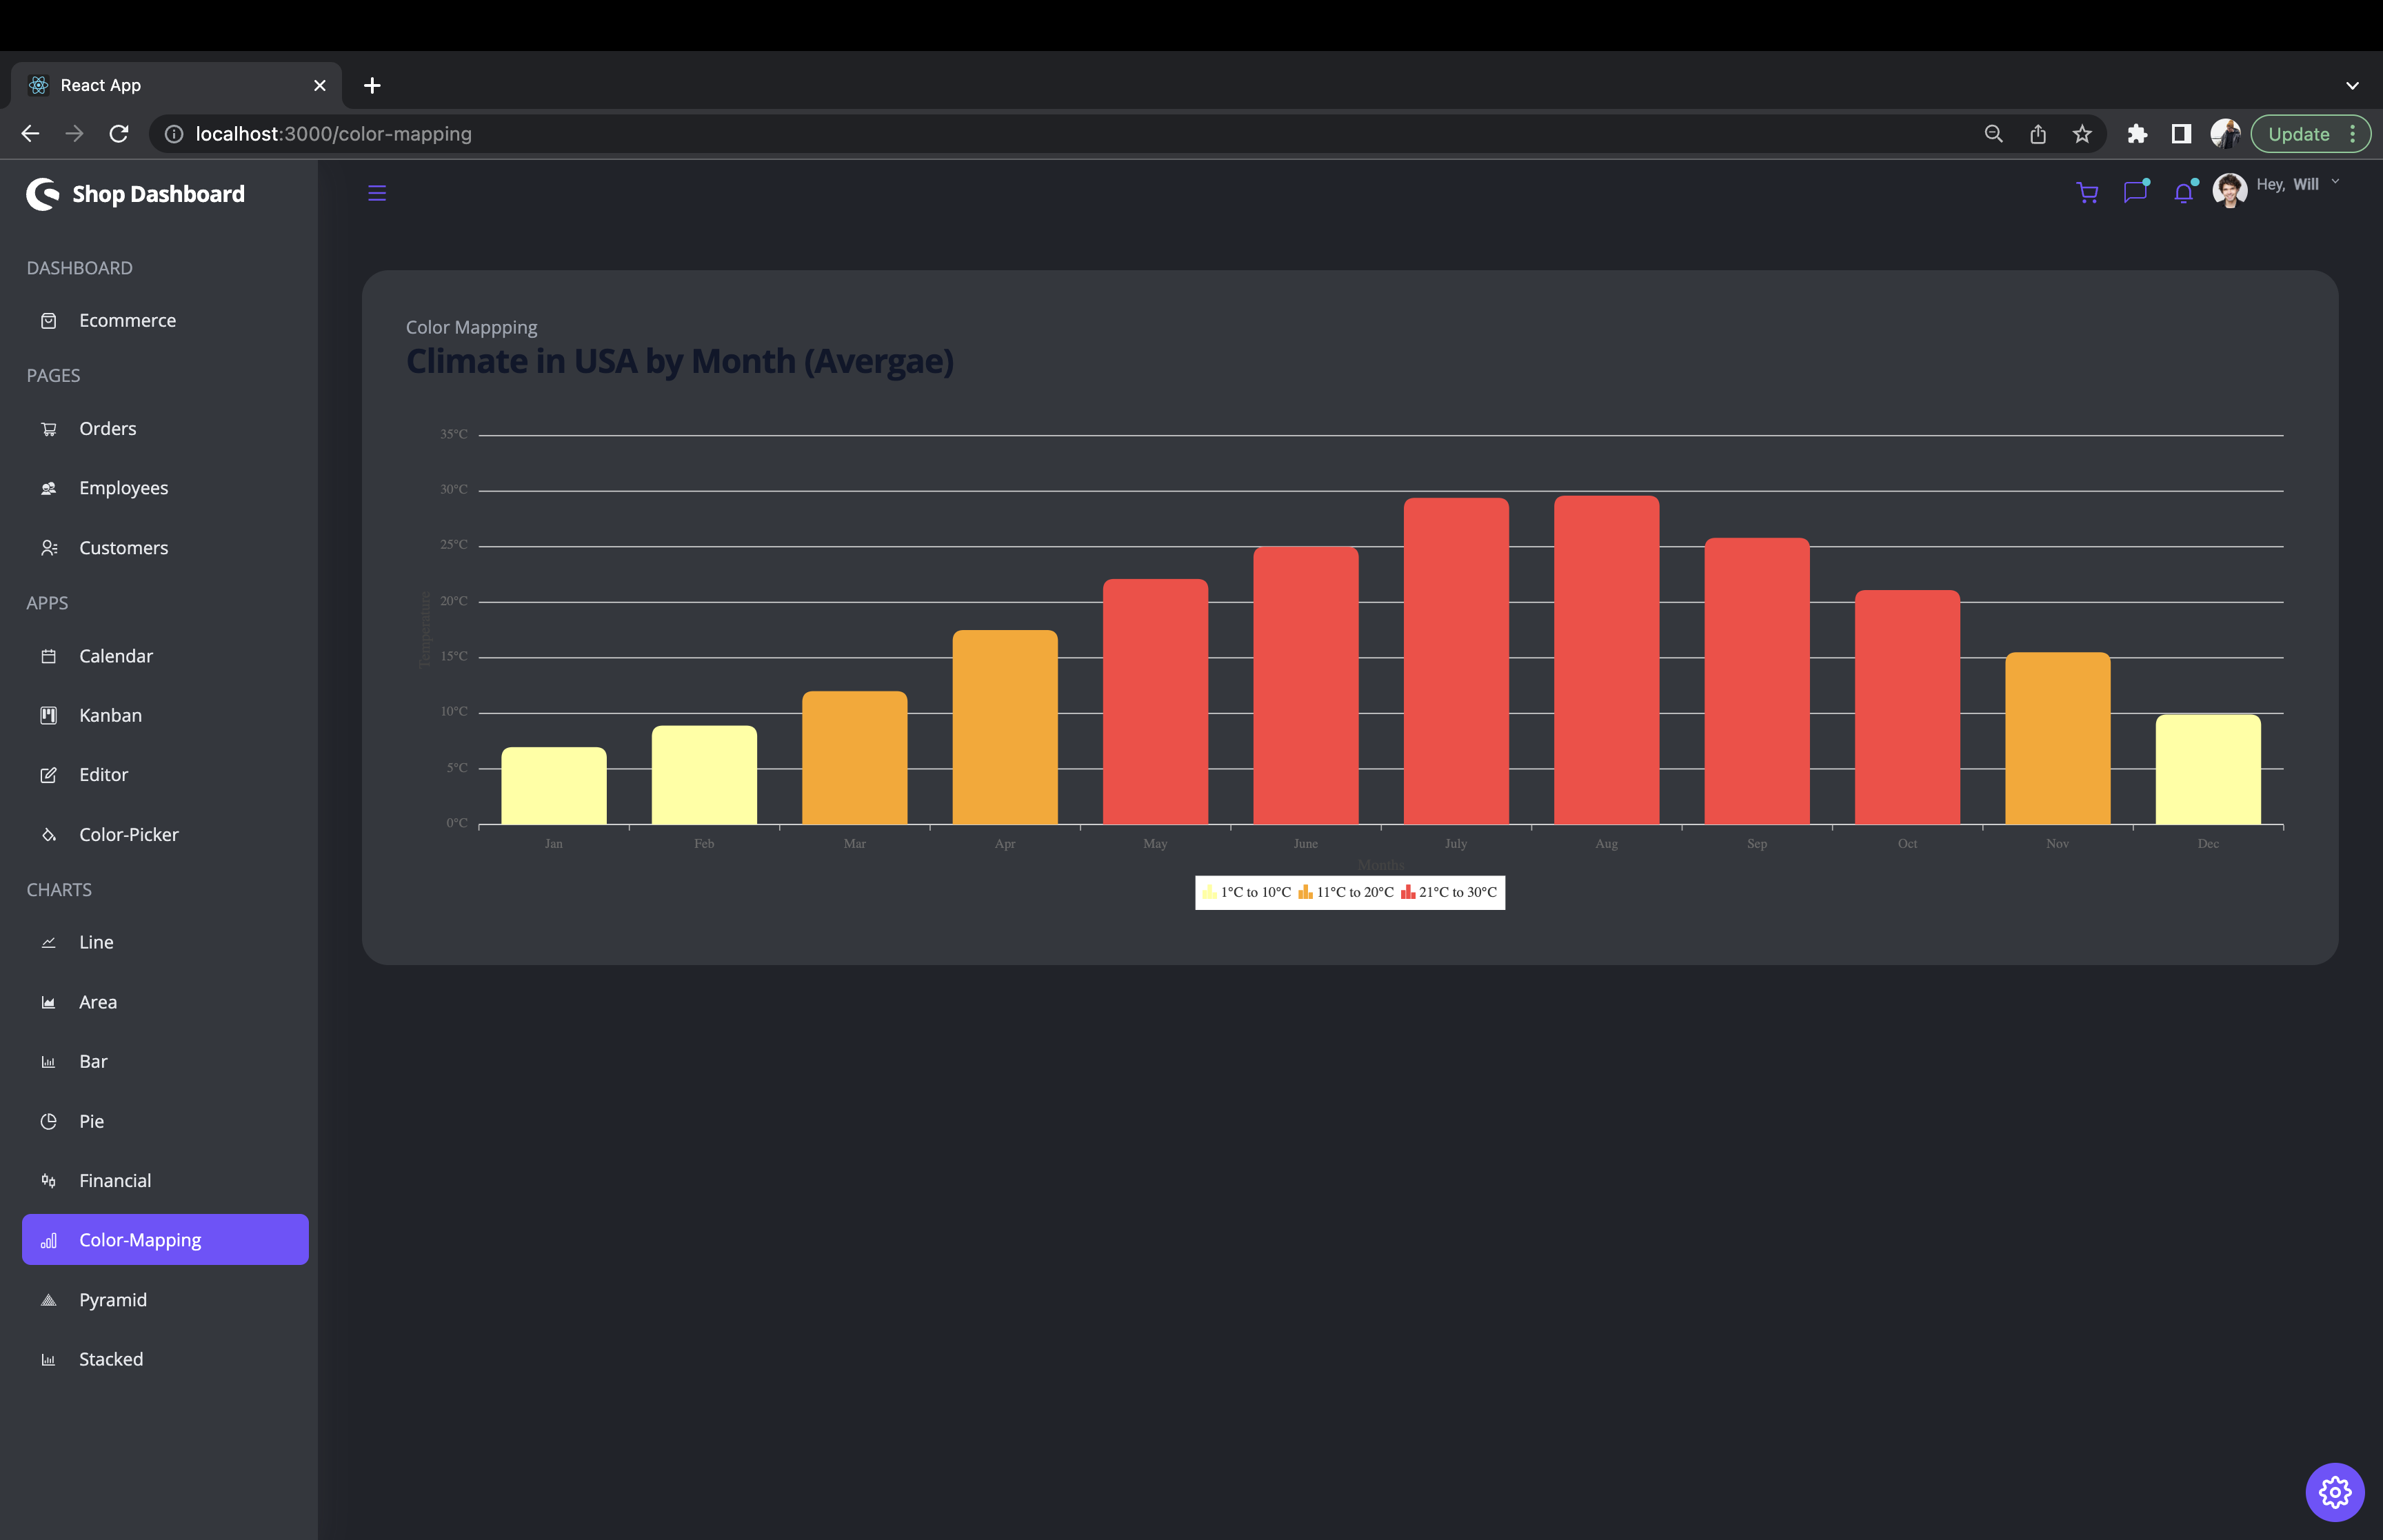 React App
localhost:3000/color-mapping
Update
Shop Dashboard
Hey, Will
DASHBOARD
Ecommerce
PAGES
Orders
Employees
Customers
APPS
Calendar
Kanban
Editor
Color-Picker
CHARTS
Line
Area
Bar
Pie
Financial
Color-Mapping
Pyramid
Stacked
Color Mappping
Climate in USA by Month (Avergae)
35°C
30°C
25°C
20°C
15°C
10°C
5°C
0°C
Temperature
Jan Feb Mar Apr May June July Aug Sep Oct Nov Dec
Months
1°C to 10°C 11°C to 20°C 21°C to 30°C